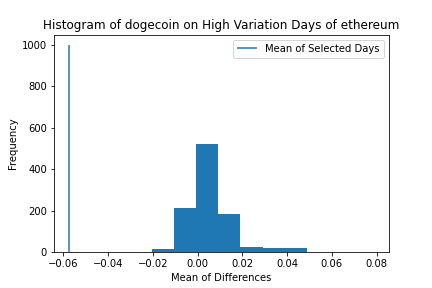 Histogram of dogecoin on High Variation Days of ethereum
Mean of Selected Days
Frequency
1000
800
600
400
200
0
−0.06 −0.04 −0.02 0.00 0.02 0.04 0.06 0.08
Mean of Differences